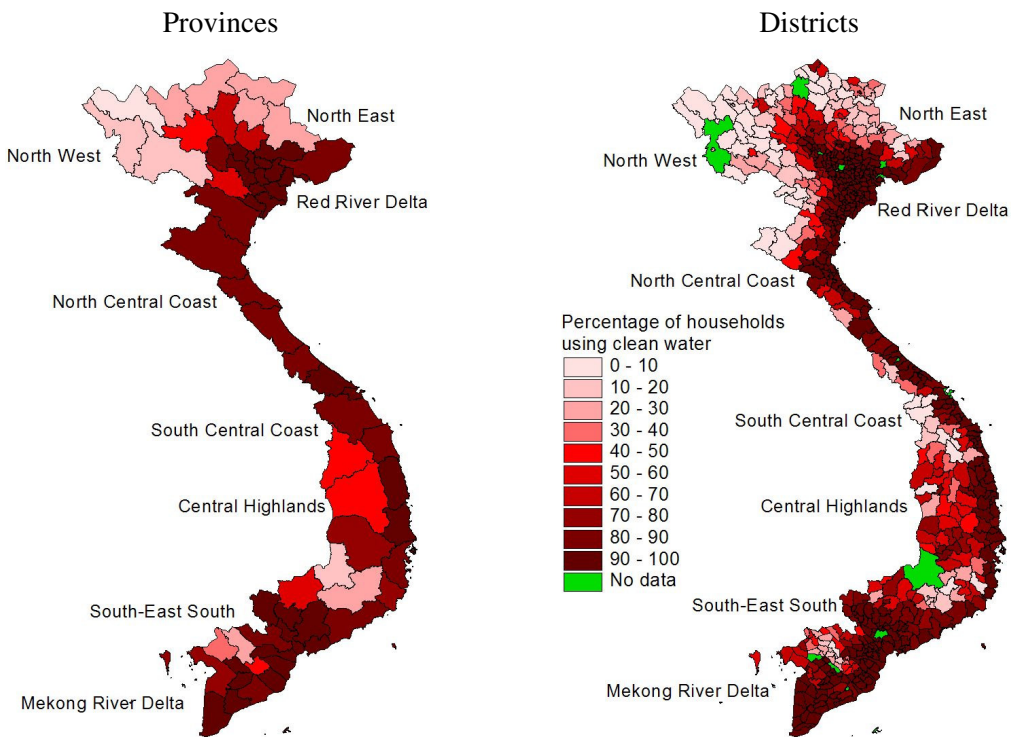 Provinces
Districts
North East
North West
Red River Delta
North Central Coast
South Central Coast
Central Highlands
South-East South
Mekong River Delta
North East
North West
Red River Delta
North Central Coast
Percentage of households
using clean water
0 - 10
10 - 20
20 - 30
30 - 40
40 - 50
50 - 60
60 - 70
70 - 80
80 - 90
90 - 100
No data
South Central Coast
Central Highlands
South-East South
Mekong River Delta